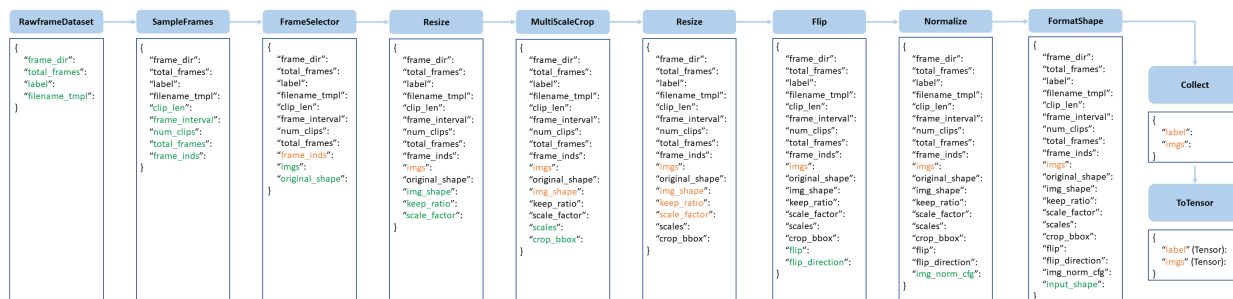 RawframeDataset
{
"frame_dir":
"total_frames":
"label":
"filename_tmpl":
}
SampleFrames
{
"frame_dir":
"total_frames":
"label":
"filename_tmpl":
"clip_len":
"frame_interval":
"num_clips":
"total_frames":
"frame_inds":
}
FrameSelector
{
"frame_dir":
"total_frames":
"label":
"filename_tmpl":
"clip_len":
"frame_interval":
"num_clips":
"total_frames":
"frame_inds":
"imgs":
"original_shape":
}
Resize
{
"frame_dir":
"total_frames":
"label":
"filename_tmpl":
"clip_len":
"frame_interval":
"num_clips":
"total_frames":
"frame_inds":
"imgs":
"original_shape":
"img_shape":
"keep_ratio":
"scale_factor":
}
MultiScaleCrop
{
"frame_dir":
"total_frames":
"label":
"filename_tmpl":
"clip_len":
"frame_interval":
"num_clips":
"total_frames":
"frame_inds":
"imgs":
"original_shape":
"img_shape":
"keep_ratio":
"scale_factor":
"scales":
"crop_bbox":
}
Resize
{
"frame_dir":
"total_frames":
"label":
"filename_tmpl":
"clip_len":
"frame_interval":
"num_clips":
"total_frames":
"frame_inds":
"imgs":
"original_shape":
"img_shape":
"keep_ratio":
"scale_factor":
"scales":
"crop_bbox":
}
Flip
{
"frame_dir":
"total_frames":
"label":
"filename_tmpl":
"clip_len":
"frame_interval":
"num_clips":
"total_frames":
"frame_inds":
"imgs":
"original_shape":
"img_shape":
"keep_ratio":
"scale_factor":
"scales":
"crop_bbox":
"flip":
"flip_direction":
}
Normalize
{
"frame_dir":
"total_frames":
"label":
"filename_tmpl":
"clip_len":
"frame_interval":
"num_clips":
"total_frames":
"frame_inds":
"imgs":
"original_shape":
"img_shape":
"keep_ratio":
"scale_factor":
"scales":
"crop_bbox":
"flip":
"flip_direction":
"img_norm_cfg":
}
FormatShape
{
"frame_dir":
"total_frames":
"label":
"filename_tmpl":
"clip_len":
"frame_interval":
"num_clips":
"total_frames":
"frame_inds":
"imgs":
"original_shape":
"img_shape":
"keep_ratio":
"scale_factor":
"scales":
"crop_bbox":
"flip":
"flip_direction":
"img_norm_cfg":
"input_shape":
}
Collect
{
"label":
"imgs":
}
ToTensor
{
"label" (Tensor):
"imgs" (Tensor):
}